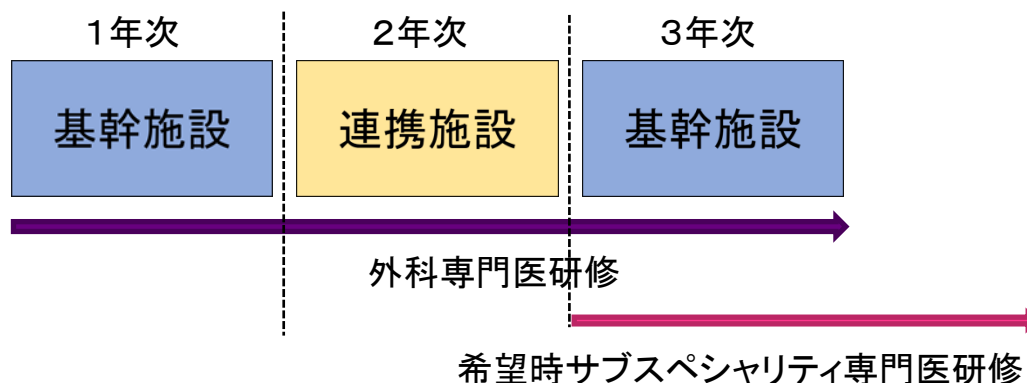 1年次
2年次
3年次
基幹施設
連携施設
基幹施設
外科専門医研修
希望時サブスペシャリティ専門医研修